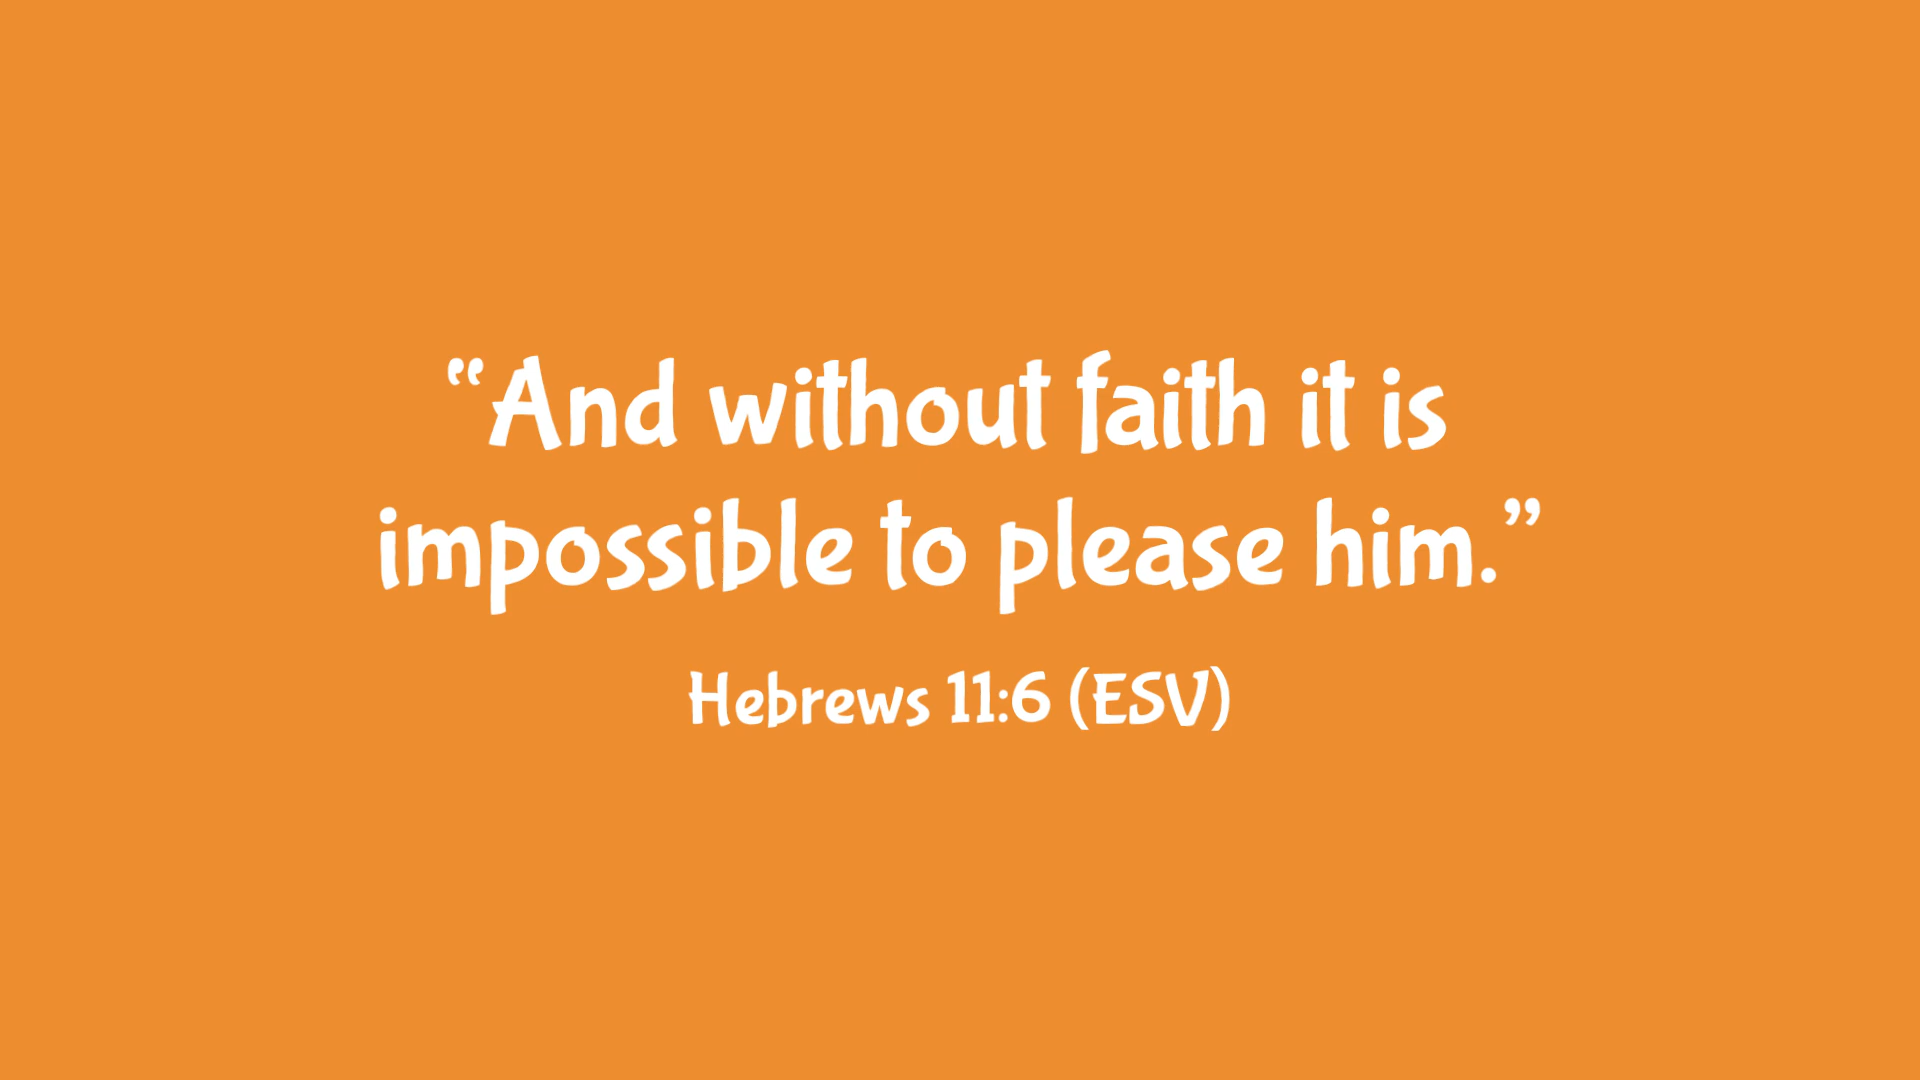 “And without faith it is
impossible to please him.”
Hebrews 11:6 (ESV)